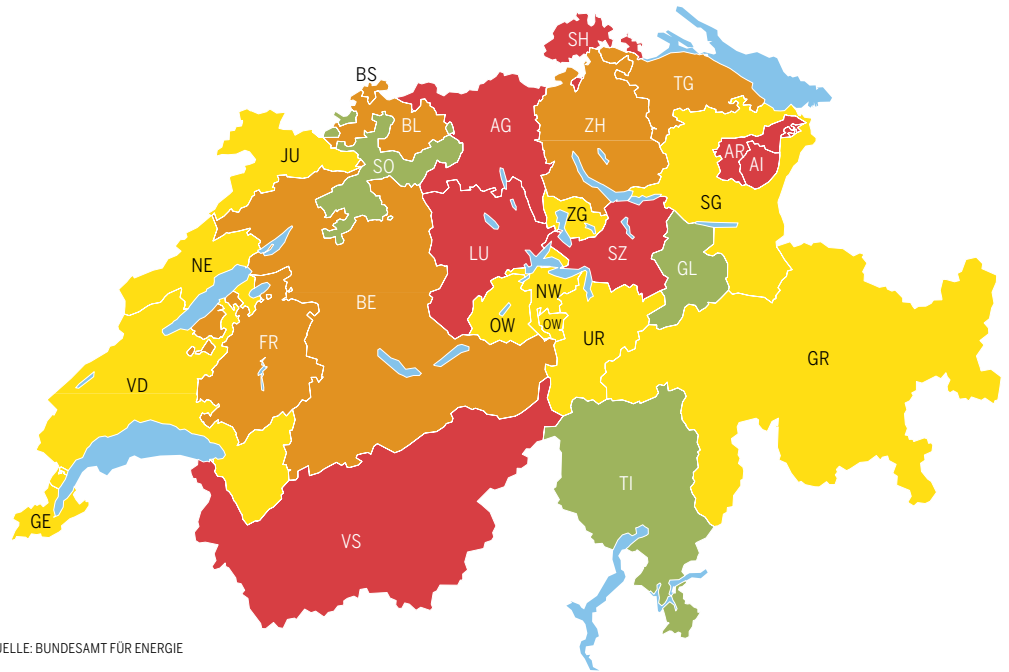 SH
BS
TG
BL
AG
ZH
JU
SO
AR
AI
SG
ZG
NE
LU
SZ
GL
NW
BE
OW
OW
UR
FR
GR
VD
TI
GE
VS
UELLE: BUNDESAMT FÜR ENERGIE